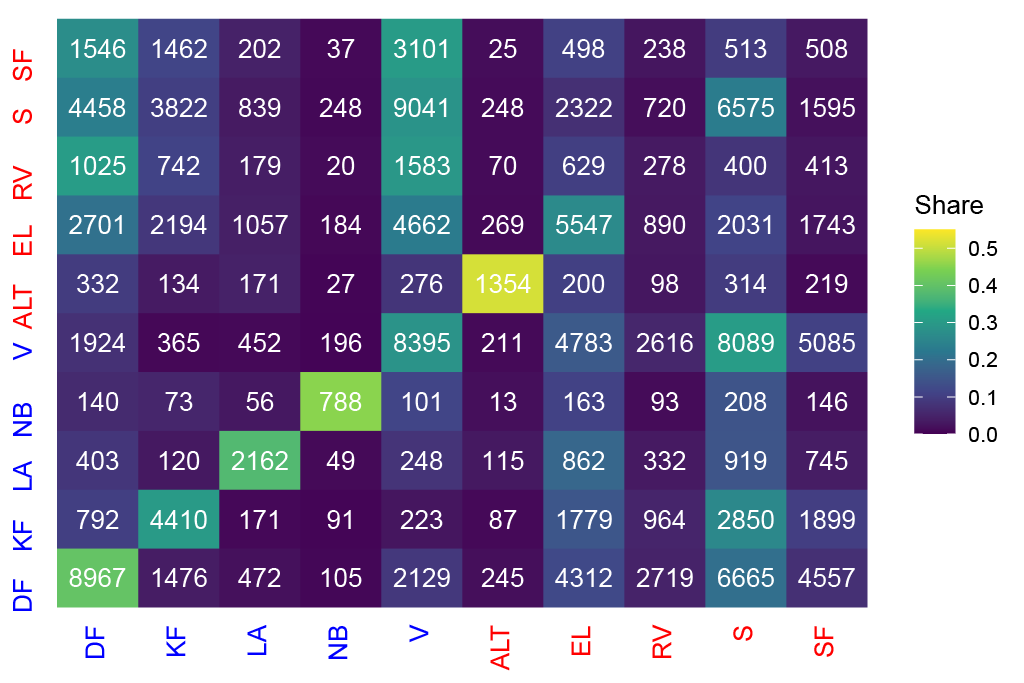 SF 1546 1462 202 37 3101 25 498 238 513 508
S 4458 3822 839 248 9041 248 2322 720 6575 1595
RV 1025 742 179 20 1583 70 629 278 400 413
EL 2701 2194 1057 184 4662 269 5547 890 2031 1743
ALT 332 134 171 27 276 1354 200 98 314 219
V 1924 365 452 196 8395 211 4783 2616 8089 5085
NB 140 73 56 788 101 13 163 93 208 146
LA 403 120 2162 49 248 115 862 332 919 745
KF 792 4410 171 91 223 87 1779 964 2850 1899
DF 8967 1476 472 105 2129 245 4312 2719 6665 4557
DF KF LA NB V ALT EL RV S SF
Share
0.5
0.4
0.3
0.2
0.1
0.0